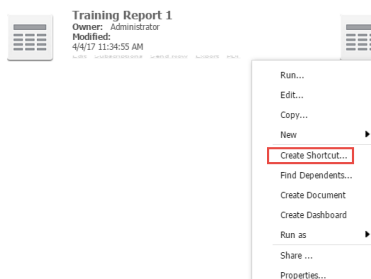 Training Report 1
Owner: Administrator
Modified:
4/4/17 11:34:55 AM
Run...
Edit...
Copy...
New
Create Shortcut...
Find Dependents...
Create Document
Create Dashboard
Run as
Share ...
Properties...